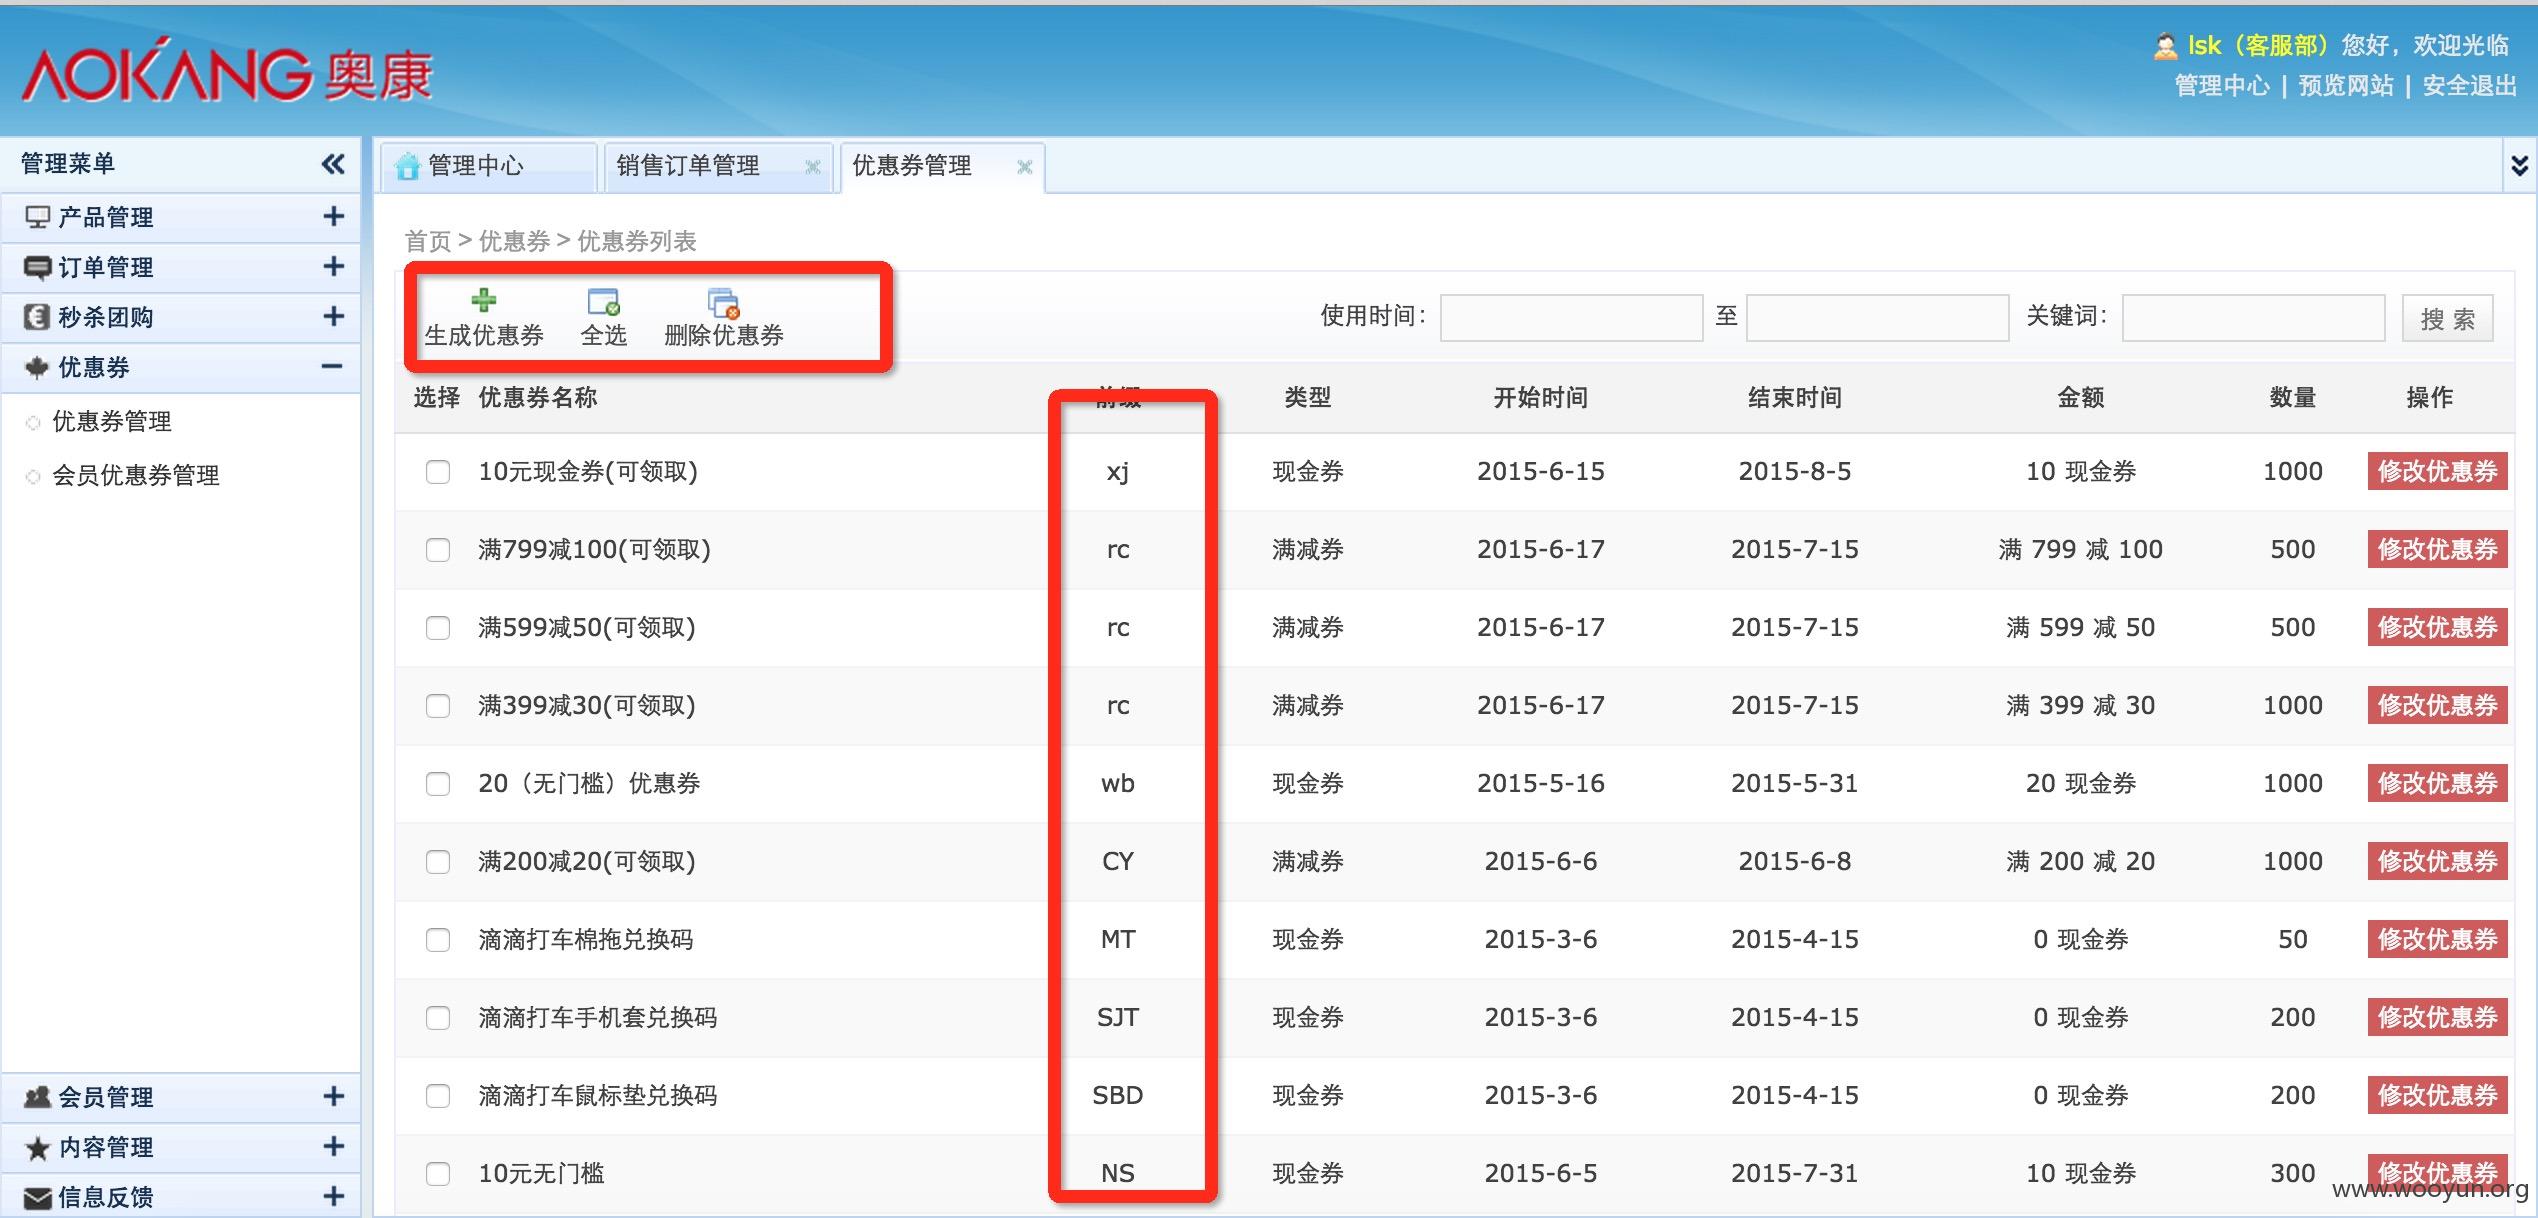 AOKANG 奥康
lsk（客服部）您好，欢迎光临
管理中心 | 预览网站 | 安全退出
管理菜单
产品管理
订单管理
秒杀团购
优惠券
优惠券管理
会员优惠券管理
会员管理
内容管理
信息反馈
管理中心 销售订单管理 优惠券管理
首页 > 优惠券 > 优惠券列表
生成优惠券 全选 删除优惠券 使用时间： 至 关键词： 搜 索
选择 优惠券名称 前缀 类型 开始时间 结束时间 金额 数量 操作
10元现金券(可领取) xj 现金券 2015-6-15 2015-8-5 10 现金券 1000 修改优惠券
满799减100(可领取) rc 满减券 2015-6-17 2015-7-15 满 799 减 100 500 修改优惠券
满599减50(可领取) rc 满减券 2015-6-17 2015-7-15 满 599 减 50 500 修改优惠券
满399减30(可领取) rc 满减券 2015-6-17 2015-7-15 满 399 减 30 1000 修改优惠券
20（无门槛）优惠券 wb 现金券 2015-5-16 2015-5-31 20 现金券 1000 修改优惠券
满200减20(可领取) CY 满减券 2015-6-6 2015-6-8 满 200 减 20 1000 修改优惠券
滴滴打车棉拖兑换码 MT 现金券 2015-3-6 2015-4-15 0 现金券 50 修改优惠券
滴滴打车手机套兑换码 SJT 现金券 2015-3-6 2015-4-15 0 现金券 200 修改优惠券
滴滴打车鼠标垫兑换码 SBD 现金券 2015-3-6 2015-4-15 0 现金券 200 修改优惠券
10元无门槛 NS 现金券 2015-6-5 2015-7-31 10 现金券 300 修改优惠券
www.wooyun.org